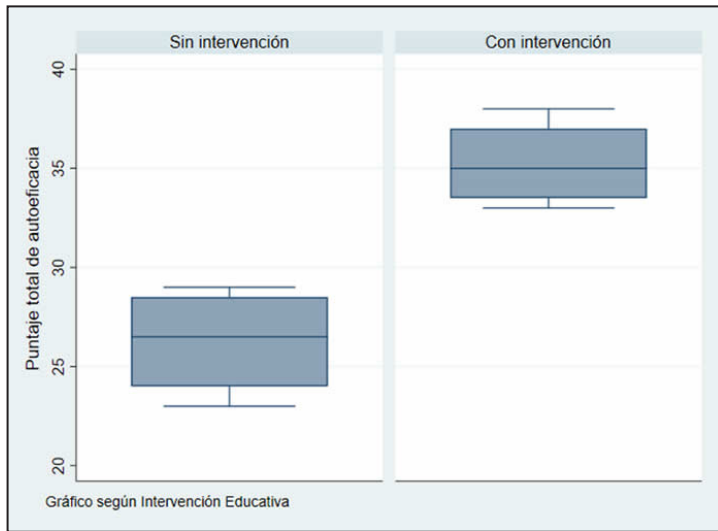 Sin intervención
Con intervención
Puntaje total de autoeficacia
40
35
30
25
20
Gráfico según Intervención Educativa